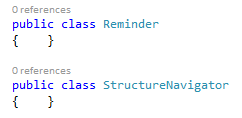 0 references
public class Reminder
{    }
0 references
public class StructureNavigator
{    }